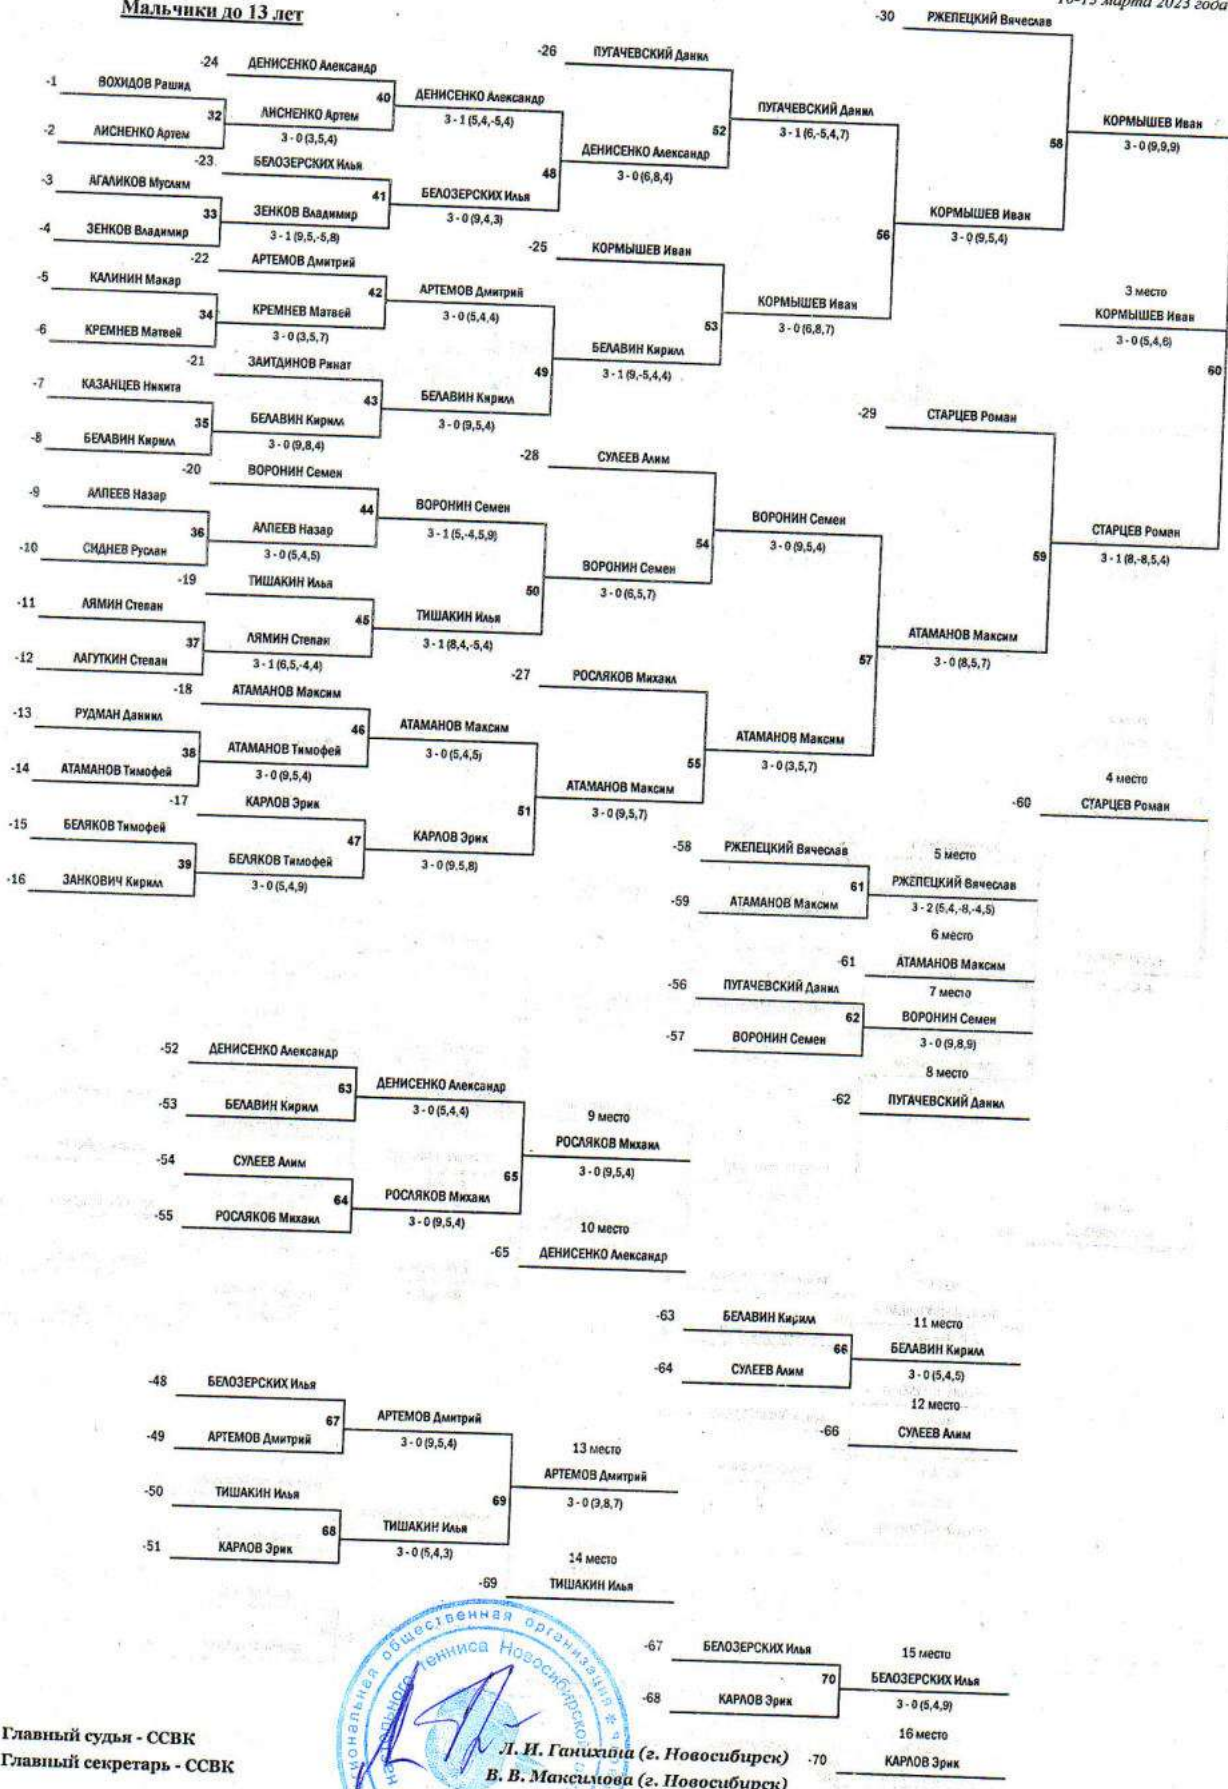 Мальчики до 13 лет
марта 2023 года
-30 РЖЕПЕЦКИЙ Вячеслав
-26 ПУГАЧЕВСКИЙ Данил
-24 ДЕНИСЕНКО Александр
-1 ВОХИДОВ Рашид
40 ДЕНИСЕНКО Александр
ПУГАЧЕВСКИЙ Данил
КОРМЫШЕВ Иван
32 ЛИСНЕНКО Артем
3 - 1 (5,4,-5,4)
52 3 - 1 (6,-5,4,7)
58 3 - 0 (9,9,9)
-2 ЛИСНЕНКО Артем
3 - 0 (3,5,4)
ДЕНИСЕНКО Александр
-23 БЕЛОЗЕРСКИХ Илья
48 3 - 0 (6,8,4)
-3 АГАЛИКОВ Муслим
41 БЕЛОЗЕРСКИХ Илья
33 ЗЕНКОВ Владимир
3 - 0 (9,4,3)
КОРМЫШЕВ Иван
-4 ЗЕНКОВ Владимир
3 - 1 (9,5,-5,8)
56 3 - 0 (9,5,4)
-25 КОРМЫШЕВ Иван
-22 АРТЕМОВ Дмитрий
-5 КАЛИНИН Макар
42 АРТЕМОВ Дмитрий
КОРМЫШЕВ Иван
3 место
34 КРЕМНЕВ Матвей
3 - 0 (5,4,4)
53 3 - 0 (6,8,7)
КОРМЫШЕВ Иван
-6 КРЕМНЕВ Матвей
3 - 0 (3,5,7)
БЕЛАВИН Кирилл
3 - 0 (5,4,6)
-21 ЗАИТДИНОВ Ринат
49 3 - 1 (9,-5,4,4)
60
-7 КАЗАНЦЕВ Никита
43 БЕЛАВИН Кирилл
35 БЕЛАВИН Кирилл
3 - 0 (9,5,4)
-29 СТАРЦЕВ Роман
-8 БЕЛАВИН Кирилл
3 - 0 (9,8,4)
-28 СУЛЕЕВ Алим
-20 ВОРОНИН Семен
-9 АЛПЕЕВ Назар
44 ВОРОНИН Семен
ВОРОНИН Семен
36 АЛПЕЕВ Назар
3 - 1 (5,-4,5,9)
54 3 - 0 (9,5,4)
СТАРЦЕВ Роман
-10 СИДНЕВ Руслан
3 - 0 (5,4,5)
ВОРОНИН Семен
59 3 - 1 (8,-8,5,4)
-19 ТИШАКИН Илья
50 3 - 0 (6,5,7)
-11 ЛЯМИН Степан
45 ТИШАКИН Илья
37 ЛЯМИН Степан
3 - 1 (8,4,-5,4)
АТАМАНОВ Максим
-12 ЛАГУТКИН Степан
3 - 1 (6,5,-4,4)
57 3 - 0 (8,5,7)
-27 РОСЛЯКОВ Михаил
-18 АТАМАНОВ Максим
-13 РУДМАН Даниил
46 АТАМАНОВ Максим
АТАМАНОВ Максим
38 АТАМАНОВ Тимофей
3 - 0 (5,4,5)
55 3 - 0 (3,5,7)
-14 АТАМАНОВ Тимофей
3 - 0 (9,5,4)
АТАМАНОВ Максим
4 место
-17 КАРЛОВ Эрик
51 3 - 0 (9,5,7)
-60 СТАРЦЕВ Роман
-15 БЕЛЯКОВ Тимофей
47 КАРЛОВ Эрик
39 БЕЛЯКОВ Тимофей
3 - 0 (9,5,8)
-16 ЗАНКОВИЧ Кирилл
3 - 0 (5,4,9)
-58 РЖЕПЕЦКИЙ Вячеслав
5 место
61 РЖЕПЕЦКИЙ Вячеслав
-59 АТАМАНОВ Максим
3 - 2 (5,4,-8,-4,5)
6 место
-61 АТАМАНОВ Максим
-56 ПУГАЧЕВСКИЙ Данил
7 место
62 ВОРОНИН Семен
-57 ВОРОНИН Семен
3 - 0 (9,8,9)
8 место
-62 ПУГАЧЕВСКИЙ Данил
-52 ДЕНИСЕНКО Александр
63 ДЕНИСЕНКО Александр
-53 БЕЛАВИН Кирилл
3 - 0 (5,4,4)
9 место
РОСЛЯКОВ Михаил
-54 СУЛЕЕВ Алим
65 3 - 0 (9,5,4)
64 РОСЛЯКОВ Михаил
-55 РОСЛЯКОВ Михаил
3 - 0 (9,5,4)
10 место
-65 ДЕНИСЕНКО Александр
-63 БЕЛАВИН Кирилл
11 место
66 БЕЛАВИН Кирилл
-64 СУЛЕЕВ Алим
3 - 0 (5,4,5)
12 место
-66 СУЛЕЕВ Алим
-48 БЕЛОЗЕРСКИХ Илья
67 АРТЕМОВ Дмитрий
-49 АРТЕМОВ Дмитрий
3 - 0 (9,5,4)
13 место
АРТЕМОВ Дмитрий
-50 ТИШАКИН Илья
69 3 - 0 (9,8,7)
68 ТИШАКИН Илья
-51 КАРЛОВ Эрик
3 - 0 (5,4,3)
14 место
-69 ТИШАКИН Илья
-67 БЕЛОЗЕРСКИХ Илья
15 место
70 БЕЛОЗЕРСКИХ Илья
-68 КАРЛОВ Эрик
3 - 0 (5,4,9)
16 место
-70 КАРЛОВ Эрик
общественная организация
тенниса Новосибирской
Главный судья - ССВК
Л. И. Ганихина (г. Новосибирск)
Главный секретарь - ССВК
В. В. Максимова (г. Новосибирск)